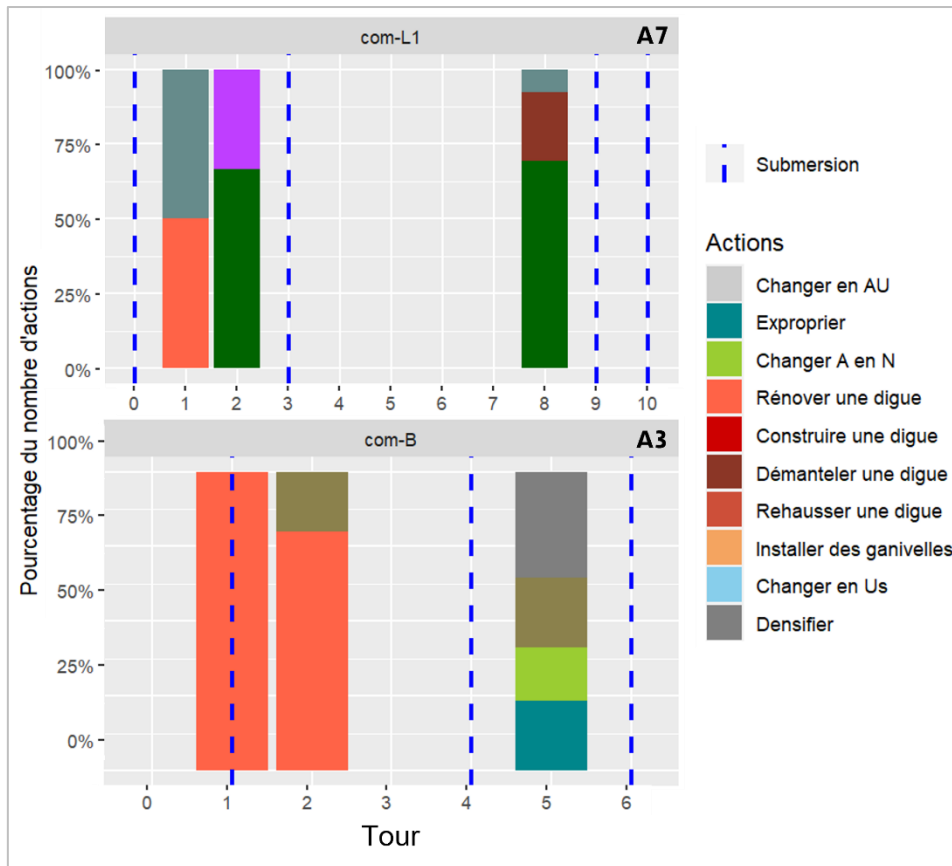 com-L1 A7
100%
75%
50%
25%
0%
0 1 2 3 4 5 6 7 8 9 10
com-B A3
100%
75%
50%
25%
0%
0 1 2 3 4 5 6
Tour
Pourcentage du nombre d'actions
Submersion
Actions
Changer en AU
Exproprier
Changer A en N
Rénover une digue
Construire une digue
Démanteler une digue
Rehausser une digue
Installer des ganivelles
Changer en Us
Densifier